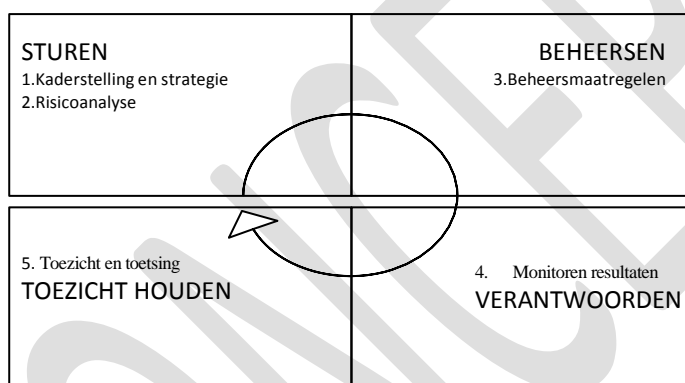 STUREN
1.Kaderstelling en strategie
2.Risicoanalyse
BEHEERSEN
3.Beheersmaatregelen
5. Toezicht en toetsing
TOEZICHT HOUDEN
4. Monitoren resultaten
VERANTWOORDEN